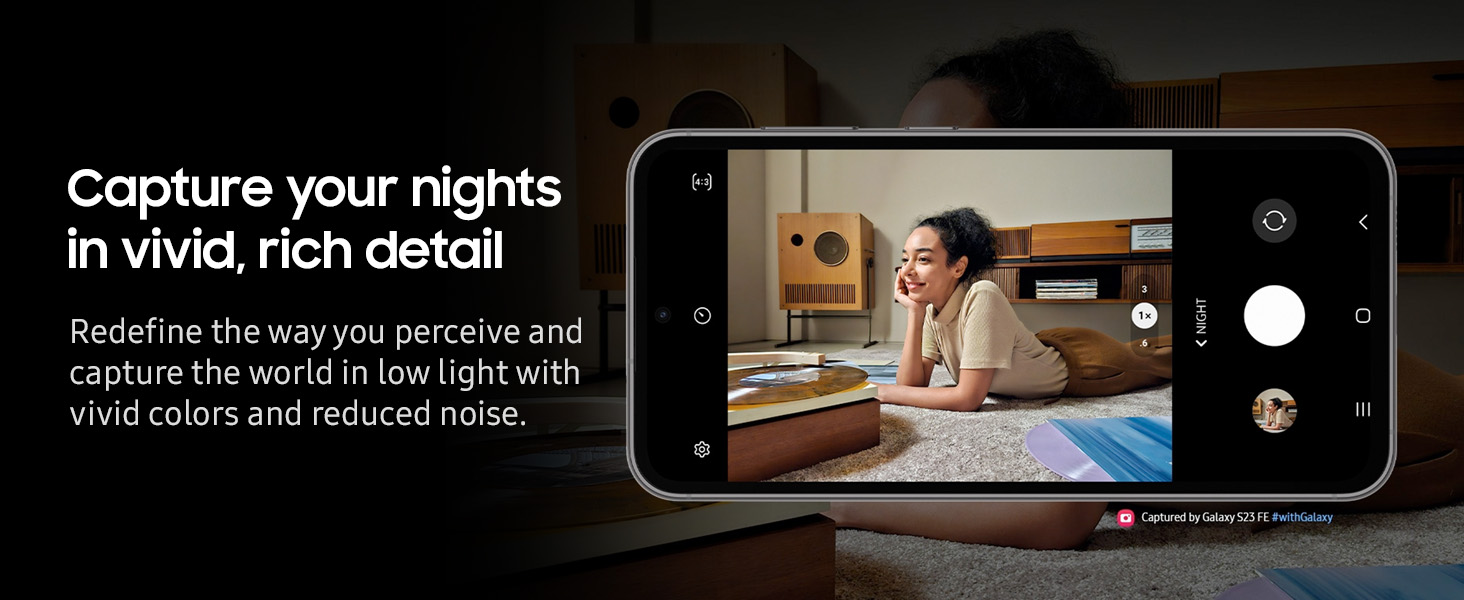 Capture your nights
in vivid, rich detail
Redefine the way you perceive and
capture the world in low light with
vivid colors and reduced noise.
4:3
3
1×
.6
NIGHT
Captured by Galaxy S23 FE #withGalaxy